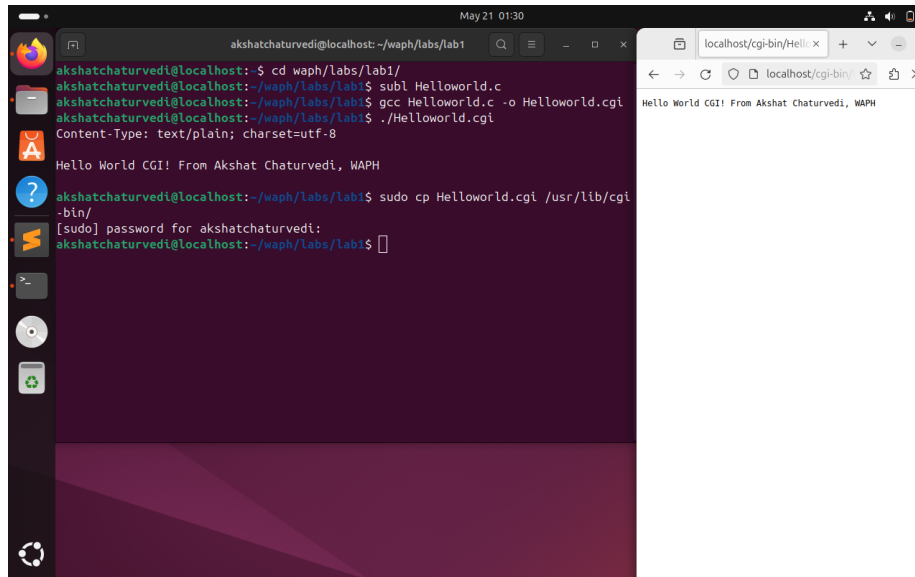 May 21 01:30
akshatchaturvedi@localhost: ~/waph/labs/lab1
akshatchaturvedi@localhost:~$ cd waph/labs/lab1/
akshatchaturvedi@localhost:~/waph/labs/lab1$ subl Helloworld.c
akshatchaturvedi@localhost:~/waph/labs/lab1$ gcc Helloworld.c -o Helloworld.cgi
akshatchaturvedi@localhost:~/waph/labs/lab1$ ./Helloworld.cgi
Content-Type: text/plain; charset=utf-8
Hello World CGI! From Akshat Chaturvedi, WAPH
akshatchaturvedi@localhost:~/waph/labs/lab1$ sudo cp Helloworld.cgi /usr/lib/cgi
-bin/
[sudo] password for akshatchaturvedi:
akshatchaturvedi@localhost:~/waph/labs/lab1$
localhost/cgi-bin/Hello
localhost/cgi-bin/
Hello World CGI! From Akshat Chaturvedi, WAPH